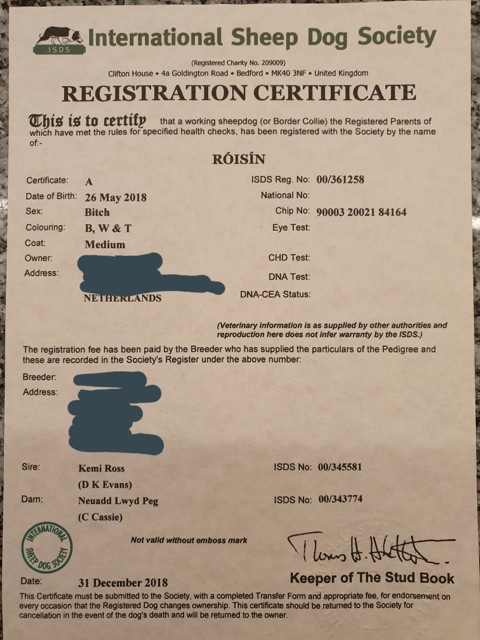 ISDS
International Sheep Dog Society
(Registered Charity No. 209009)
Clifton House • 4a Goldington Road • Bedford • MK40 3NF • United Kingdom
REGISTRATION CERTIFICATE
This is to certify that a working sheepdog (or Border Collie) the Registered Parents of
which have met the rules for specified health checks, has been registered with the Society by the name
of:-
RÓISÍN
Certificate: A
ISDS Reg. No: 00/361258
Date of Birth: 26 May 2018
National No:
Sex: Bitch
Chip No: 90003 20021 84164
Colouring: B, W & T
Eye Test:
Coat: Medium
Owner:
CHD Test:
Address:
DNA Test:
NETHERLANDS
DNA-CEA Status:
(Veterinary information is as supplied by other authorities and
reproduction here does not infer warranty by the ISDS.)
The registration fee has been paid by the Breeder who has supplied the particulars of the Pedigree and
these are recorded in the Society's Register under the above number.
Breeder:
Address:
Sire: Kemi Ross
ISDS No: 00/345581
(D K Evans)
Dam: Neuadd Lwyd Peg
ISDS No: 00/343774
(C Cassie)
INTERNATIONAL
SHEEP DOG SOCIETY
Not valid without emboss mark
Keeper of The Stud Book
Date: 31 December 2018
This Certificate must be submitted to the Society, with a completed Transfer Form and appropriate fee, for endorsement on
every occasion that the Registered Dog changes ownership. This certificate should be returned to the Society for
cancellation in the event of the dog's death and will be returned to the owner.